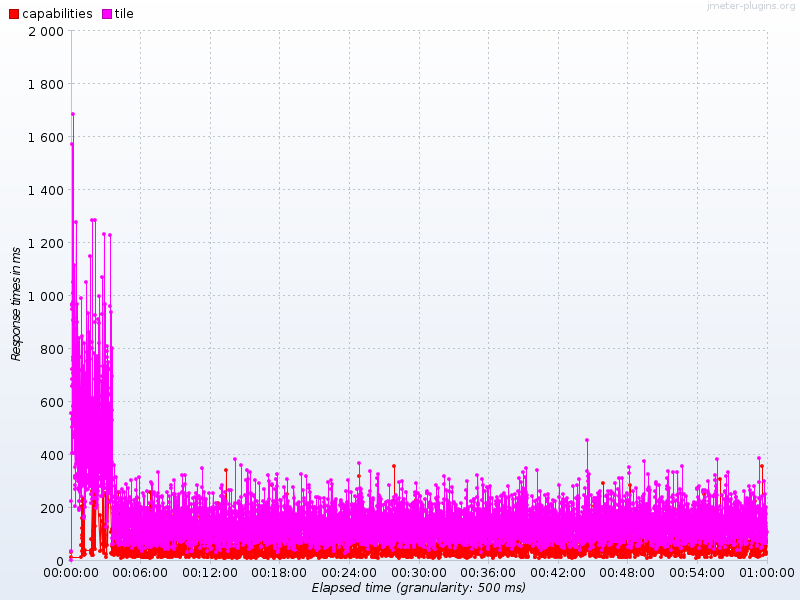 jmeter-plugins.org
capabilities tile
2 000
1 800
1 600
1 400
1 200
1 000
800
600
400
200
0
Response times in ms
00:00:00 00:06:00 00:12:00 00:18:00 00:24:00 00:30:00 00:36:00 00:42:00 00:48:00 00:54:00 01:00:00
Elapsed time (granularity: 500 ms)